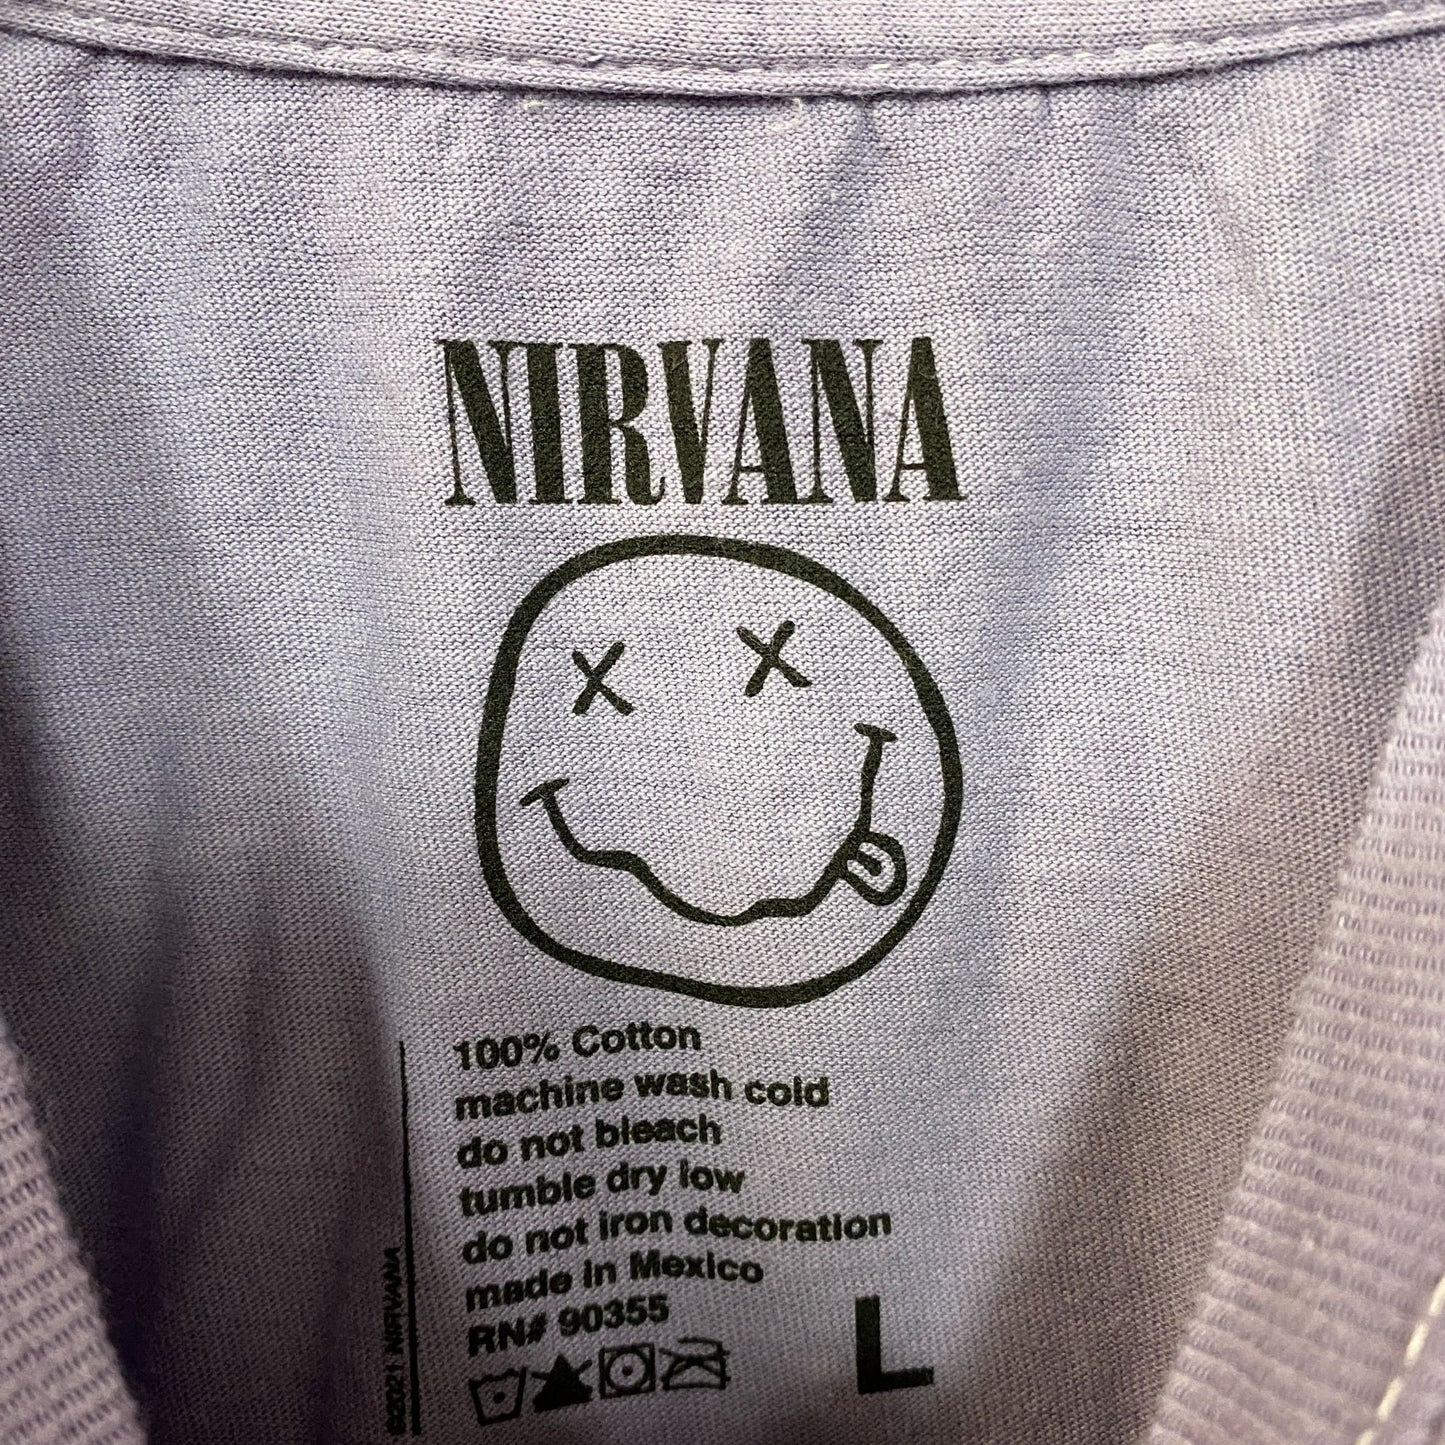 NIRVANA
100% Cotton
machine wash cold
do not bleach
tumble dry low
do not iron decoration
made in Mexico
RN# 90355
L
©2021 NIRVANA